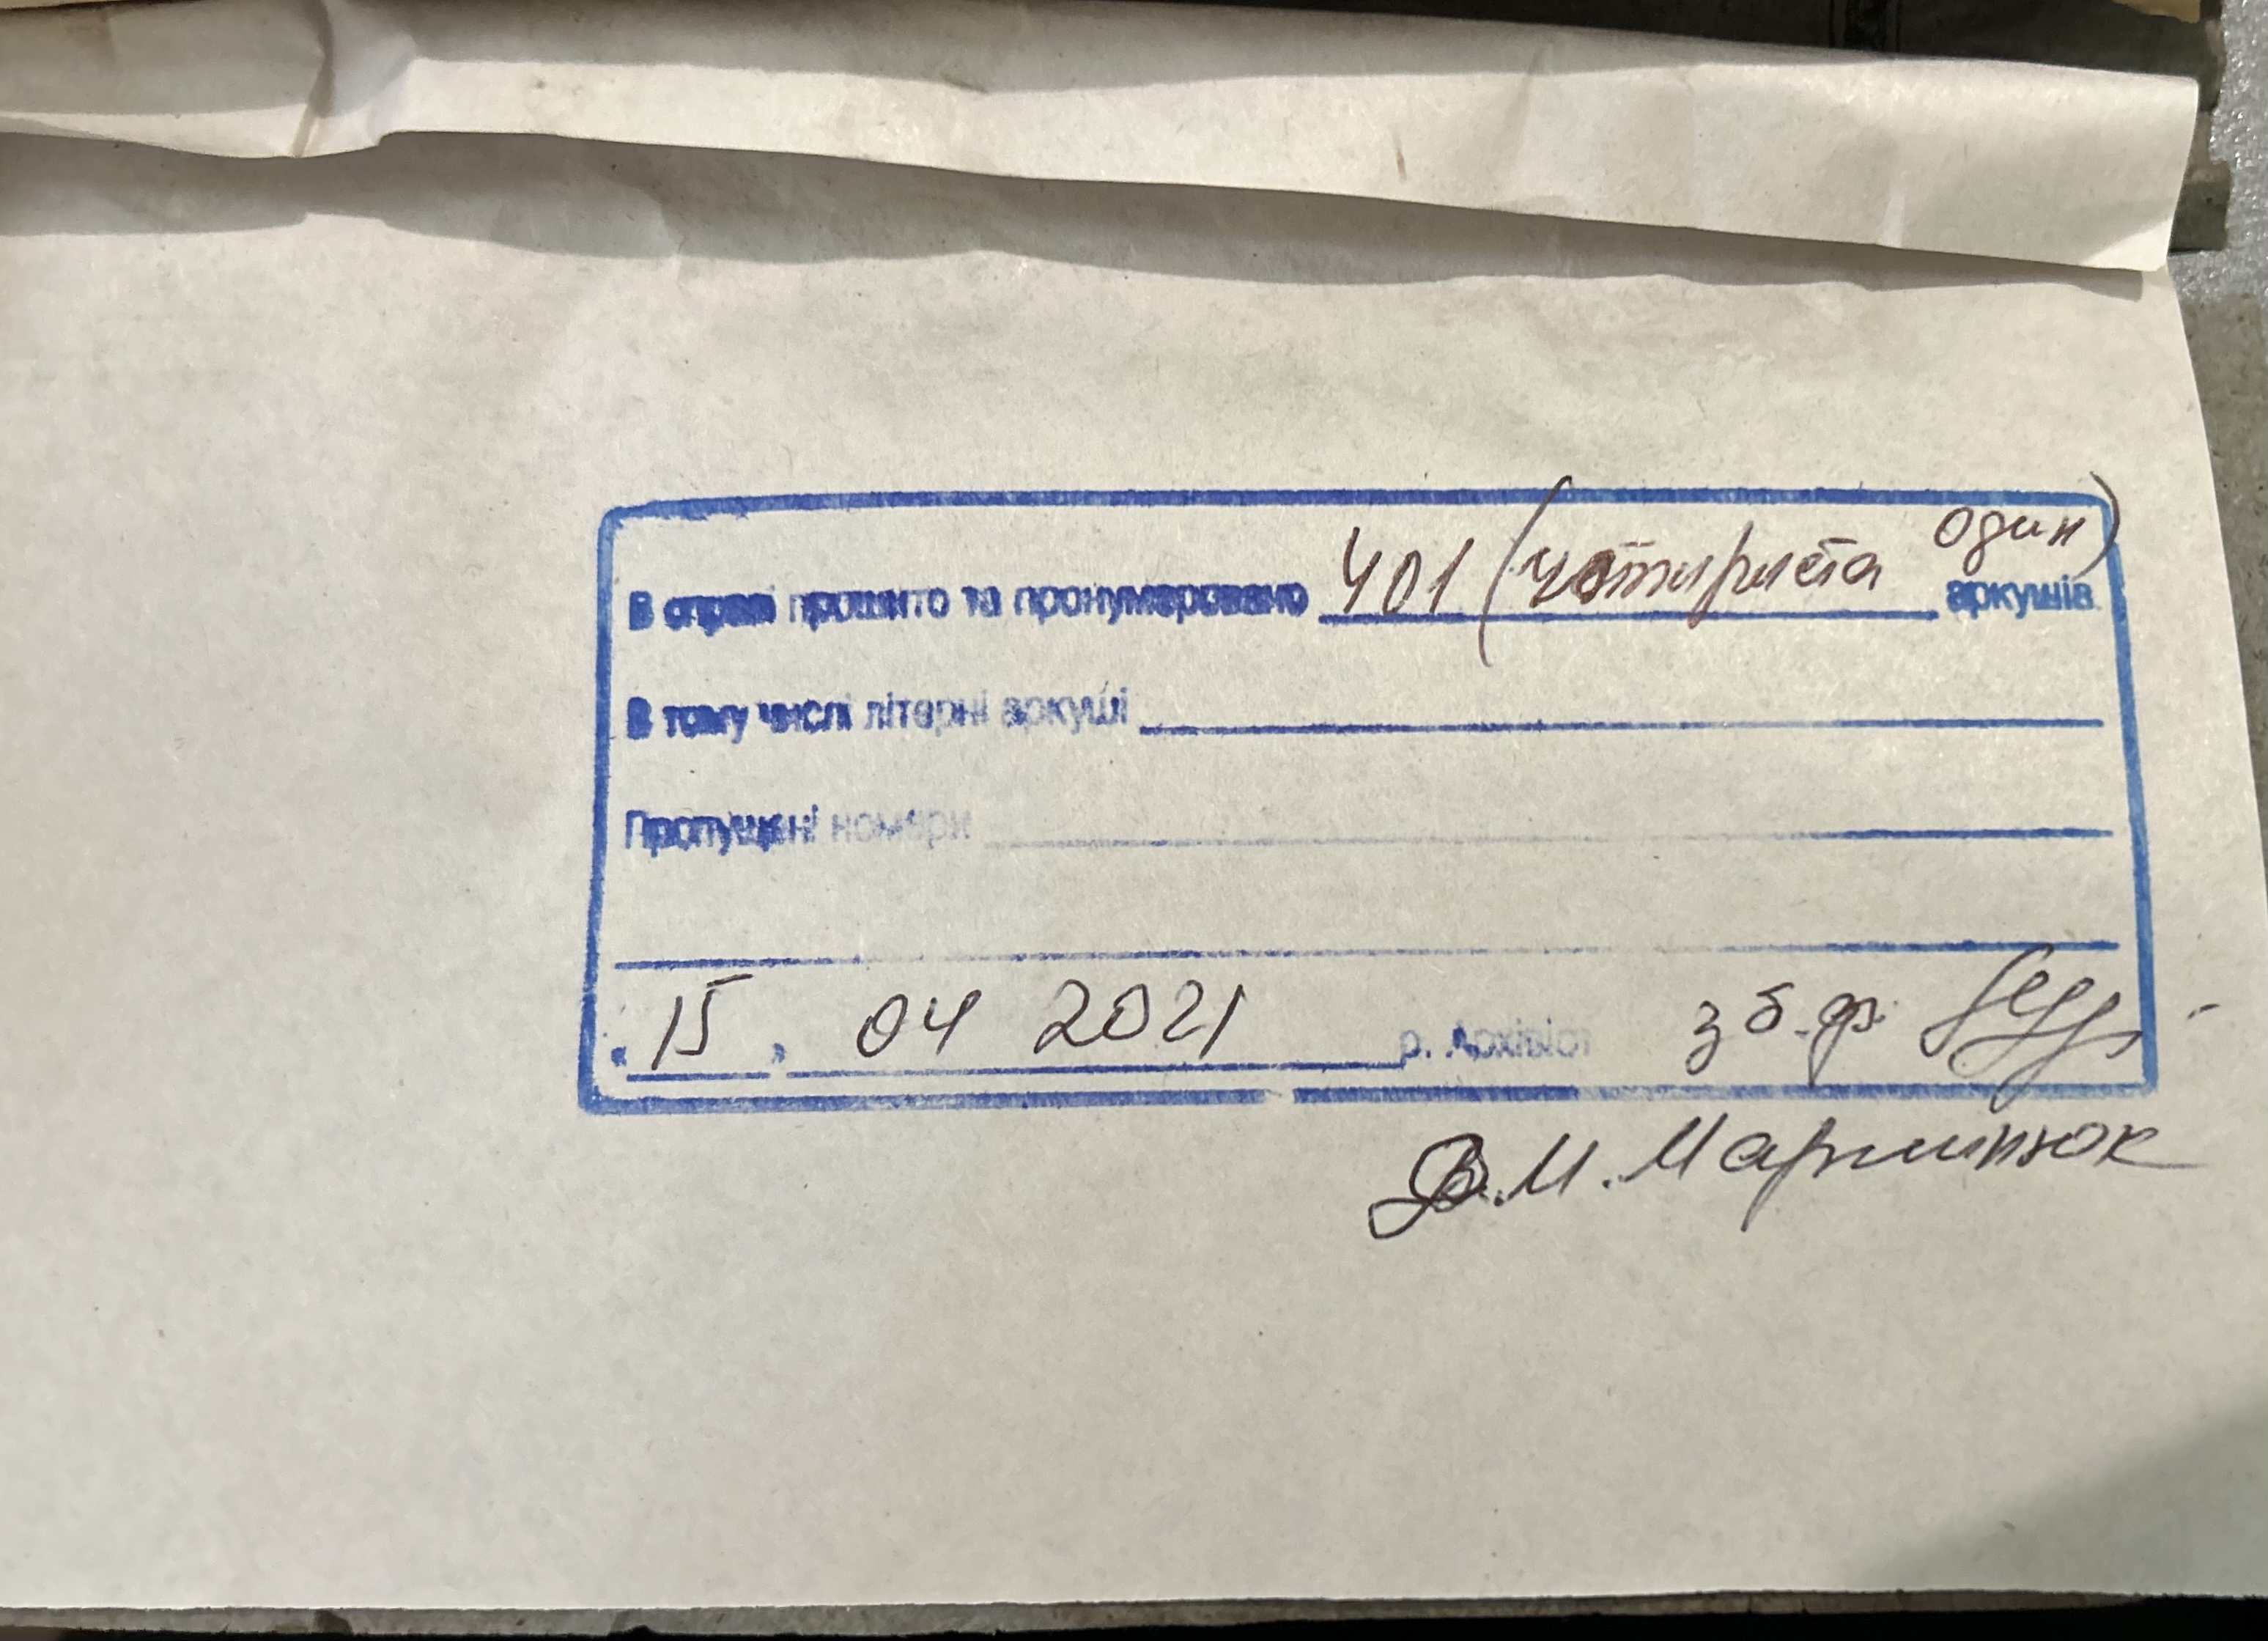 В справі прошито та пронумеровано 401 (чотириста один) аркушів
В тому числі літерні аркуші
Пропущені номери
"15" 04 2021 р. Архівіст зб.ф.
В.М. Мартинюк